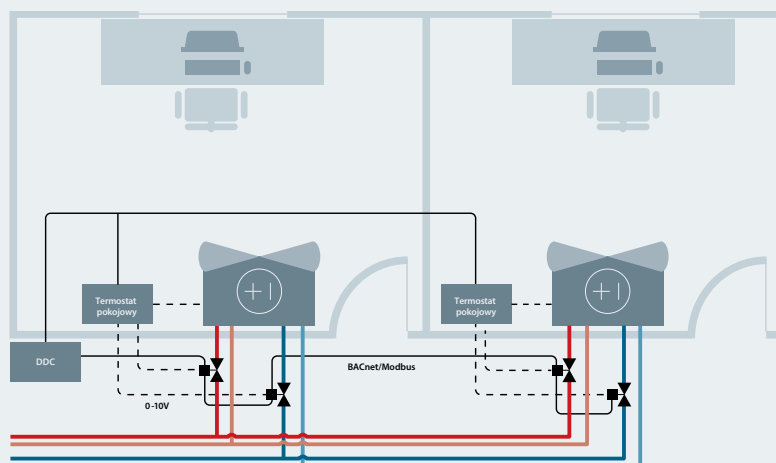 Termostat
pokojowy
Termostat
pokojowy
DDC
BACnet/Modbus
0-10V